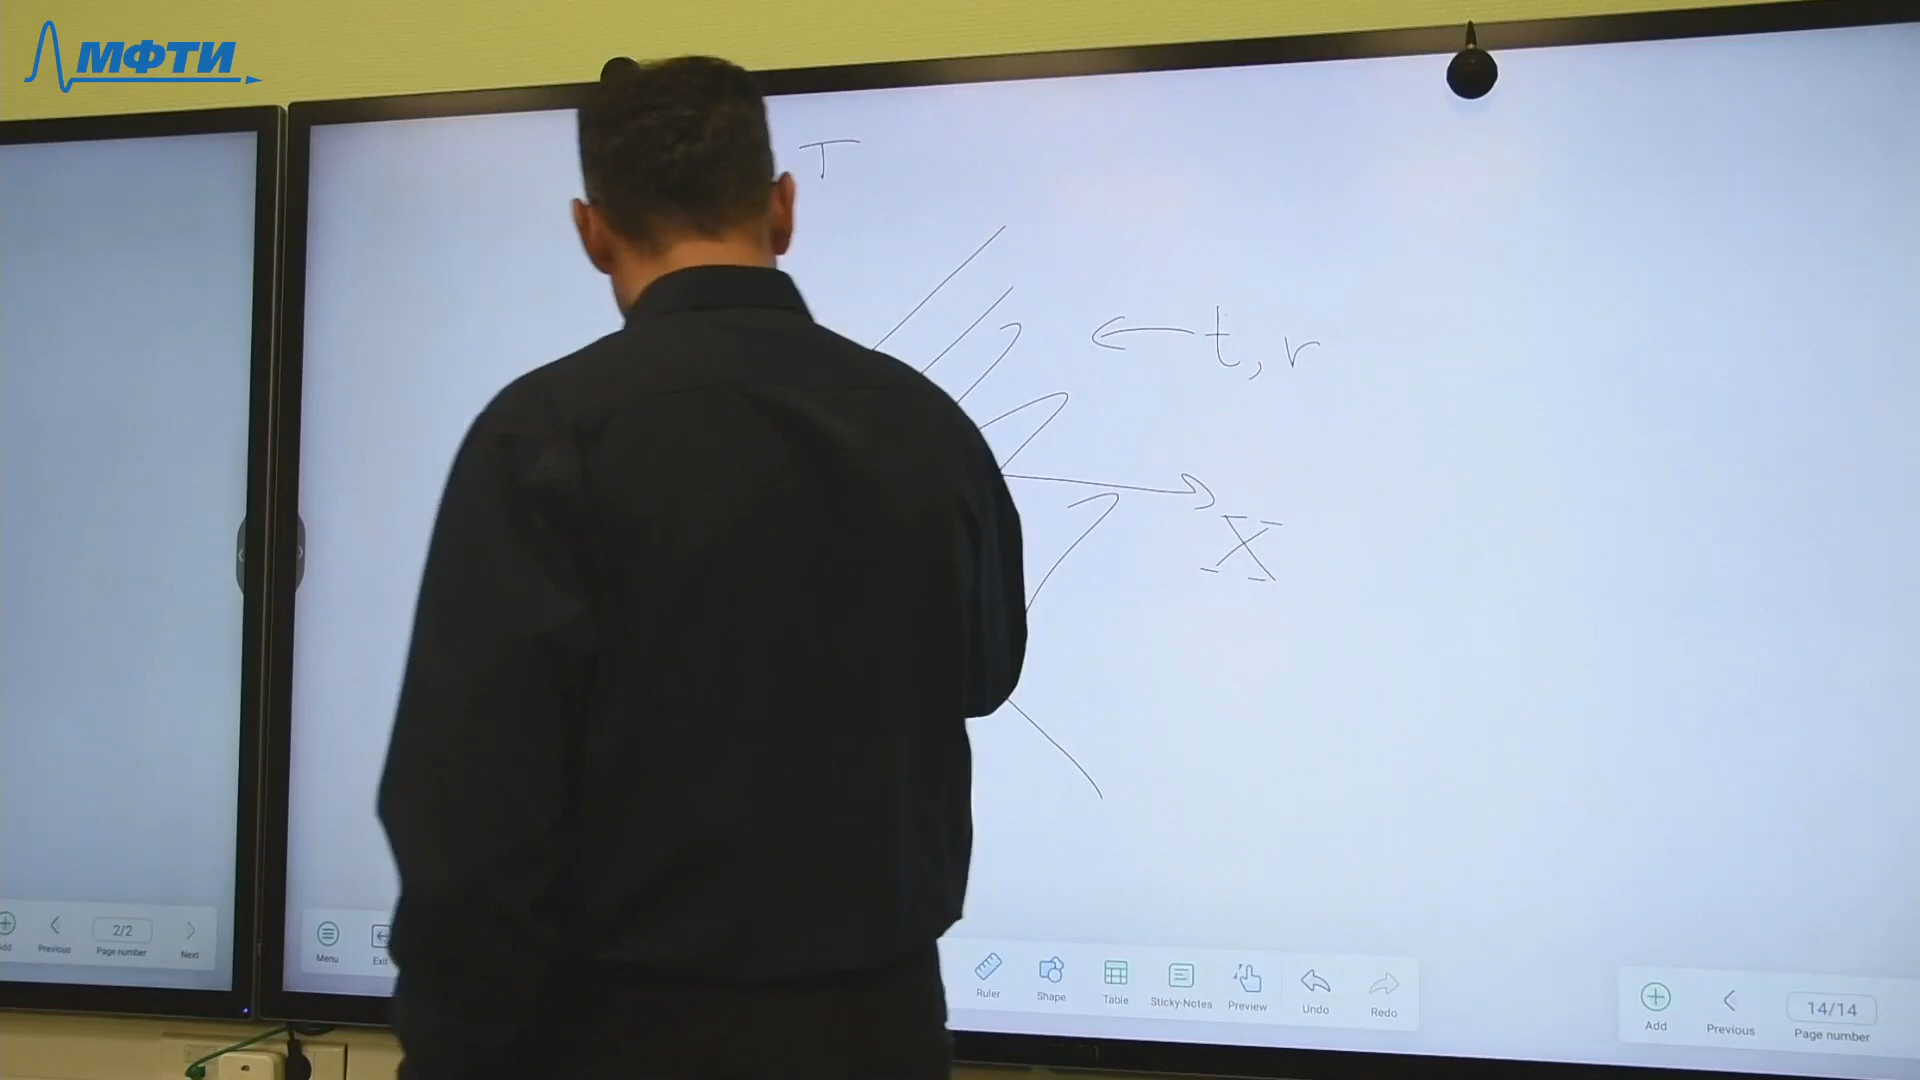 МФТИ
T
t, r
X
2/2
Previous
Page number
Next
Menu
Ruler
Shape
Table
Sticky-Notes
Preview
Undo
Redo
Add
Previous
14/14
Page number